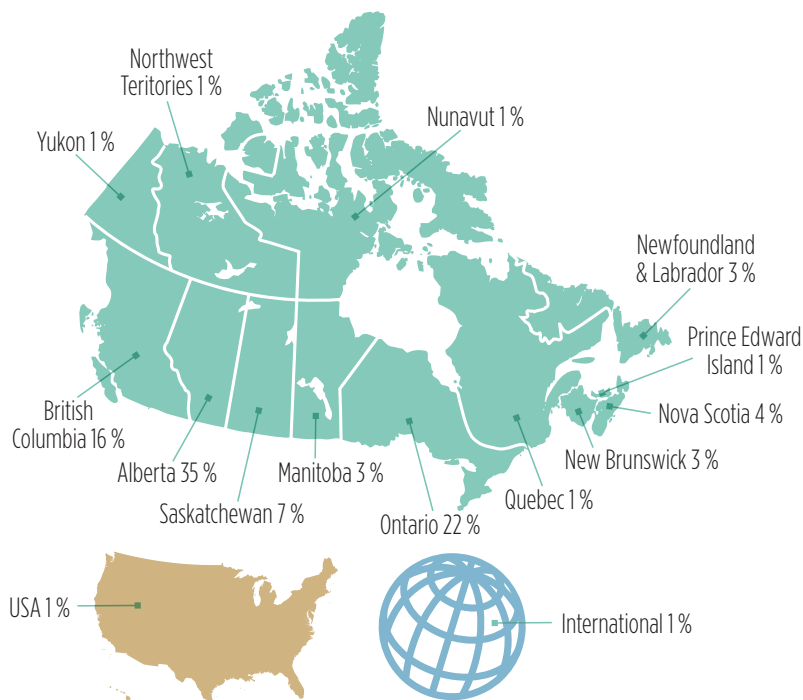 Northwest
Teritories 1 %
Nunavut 1 %
Yukon 1 %
Newfoundland
& Labrador 3 %
Prince Edward
Island 1 %
British
Columbia 16 %
Nova Scotia 4 %
Alberta 35 %
Manitoba 3 %
New Brunswick 3 %
Saskatchewan 7 %
Quebec 1 %
Ontario 22 %
USA 1 %
International 1 %